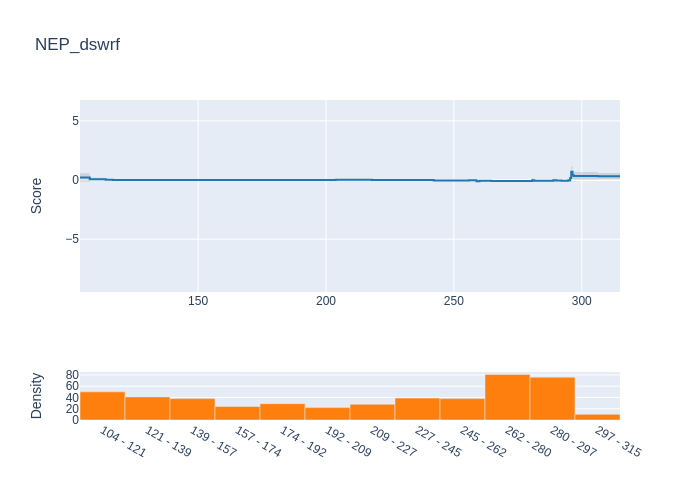 NEP_dswrf
Score
5
0
−5
150
200
250
300
Density
80
60
40
20
0
104 - 121
121 - 139
139 - 157
157 - 174
174 - 192
192 - 209
209 - 227
227 - 245
245 - 262
262 - 280
280 - 297
297 - 315